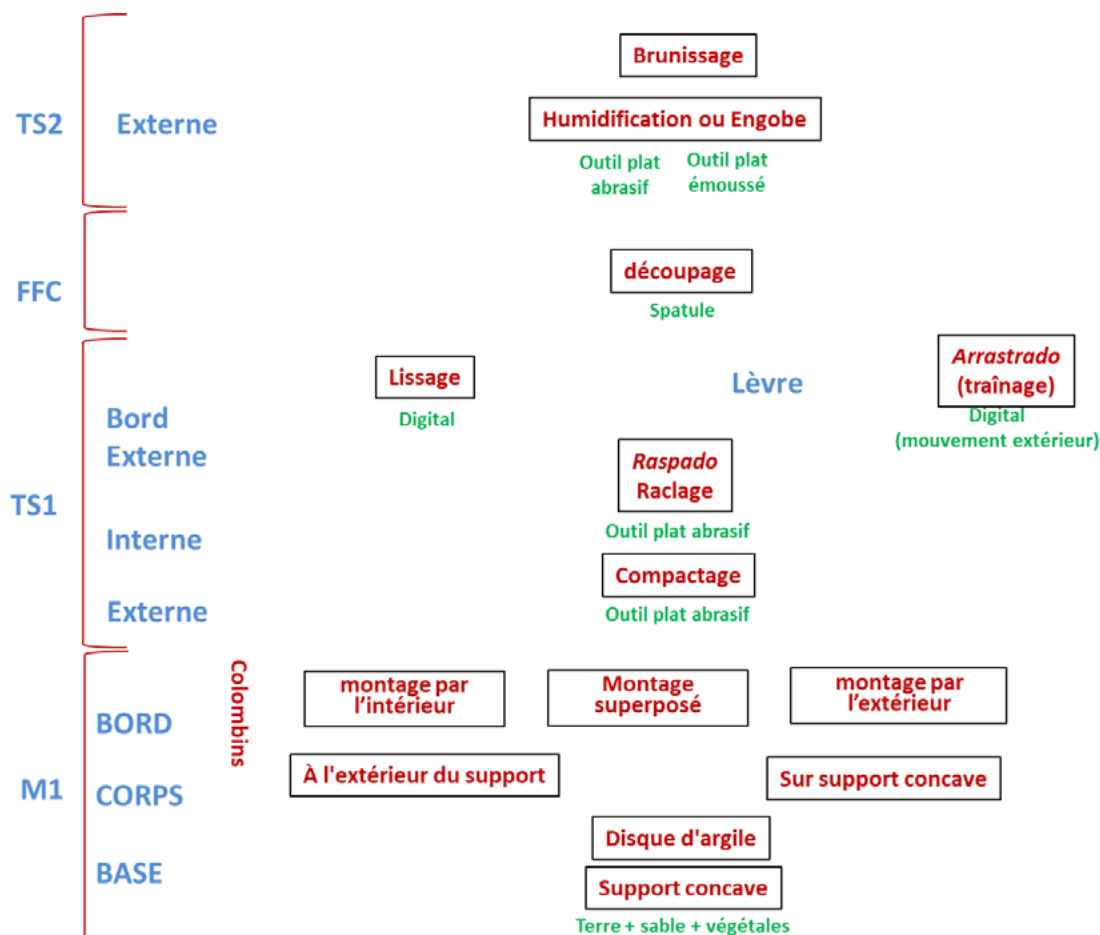 Brunissage
TS2
Externe
Humidification ou Engobe
Outil plat
abrasif
Outil plat
émoussé
FFC
découpage
Spatule
TS1
Lissage
Digital
Lèvre
Arrastrado
(traînage)
Digital
(mouvement extérieur)
Bord
Externe
Raspado
Raclage
Outil plat abrasif
Interne
Compactage
Externe
Outil plat abrasif
M1
Colombins
BORD
montage par
l'intérieur
Montage
superposé
montage par
l'extérieur
CORPS
À l'extérieur du support
Sur support concave
BASE
Disque d'argile
Support concave
Terre + sable + végétales